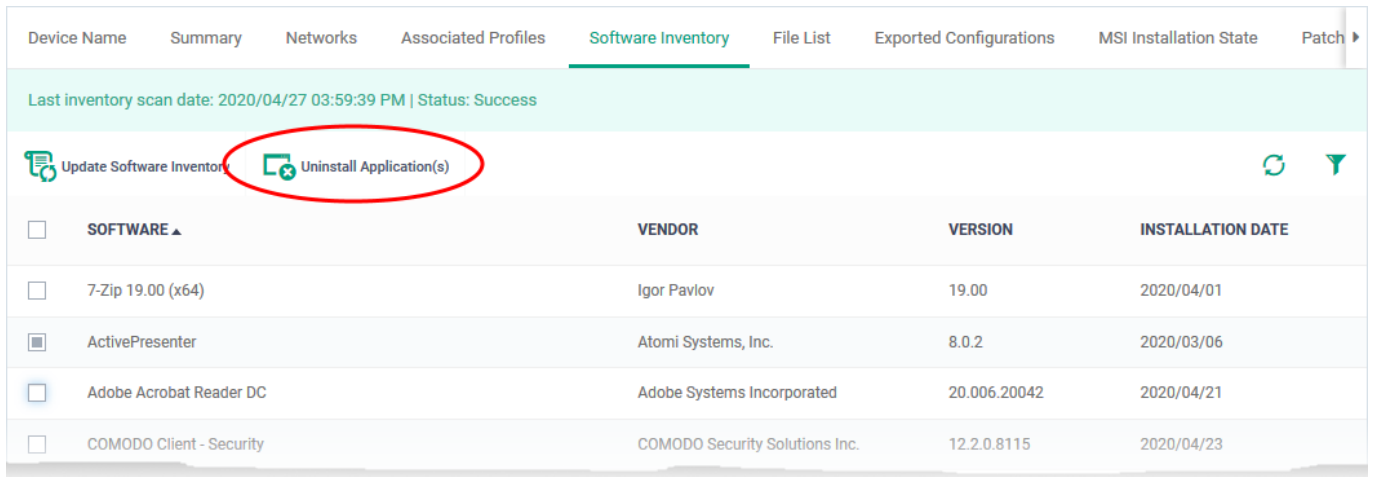 Device Name Summary Networks Associated Profiles Software Inventory File List Exported Configurations MSI Installation State Patch
Last inventory scan date: 2020/04/27 03:59:39 PM | Status: Success
Update Software Inventory Uninstall Application(s)
SOFTWARE VENDOR VERSION INSTALLATION DATE
7-Zip 19.00 (x64) Igor Pavlov 19.00 2020/04/01
ActivePresenter Atomi Systems, Inc. 8.0.2 2020/03/06
Adobe Acrobat Reader DC Adobe Systems Incorporated 20.006.20042 2020/04/21
COMODO Client - Security COMODO Security Solutions Inc. 12.2.0.8115 2020/04/23